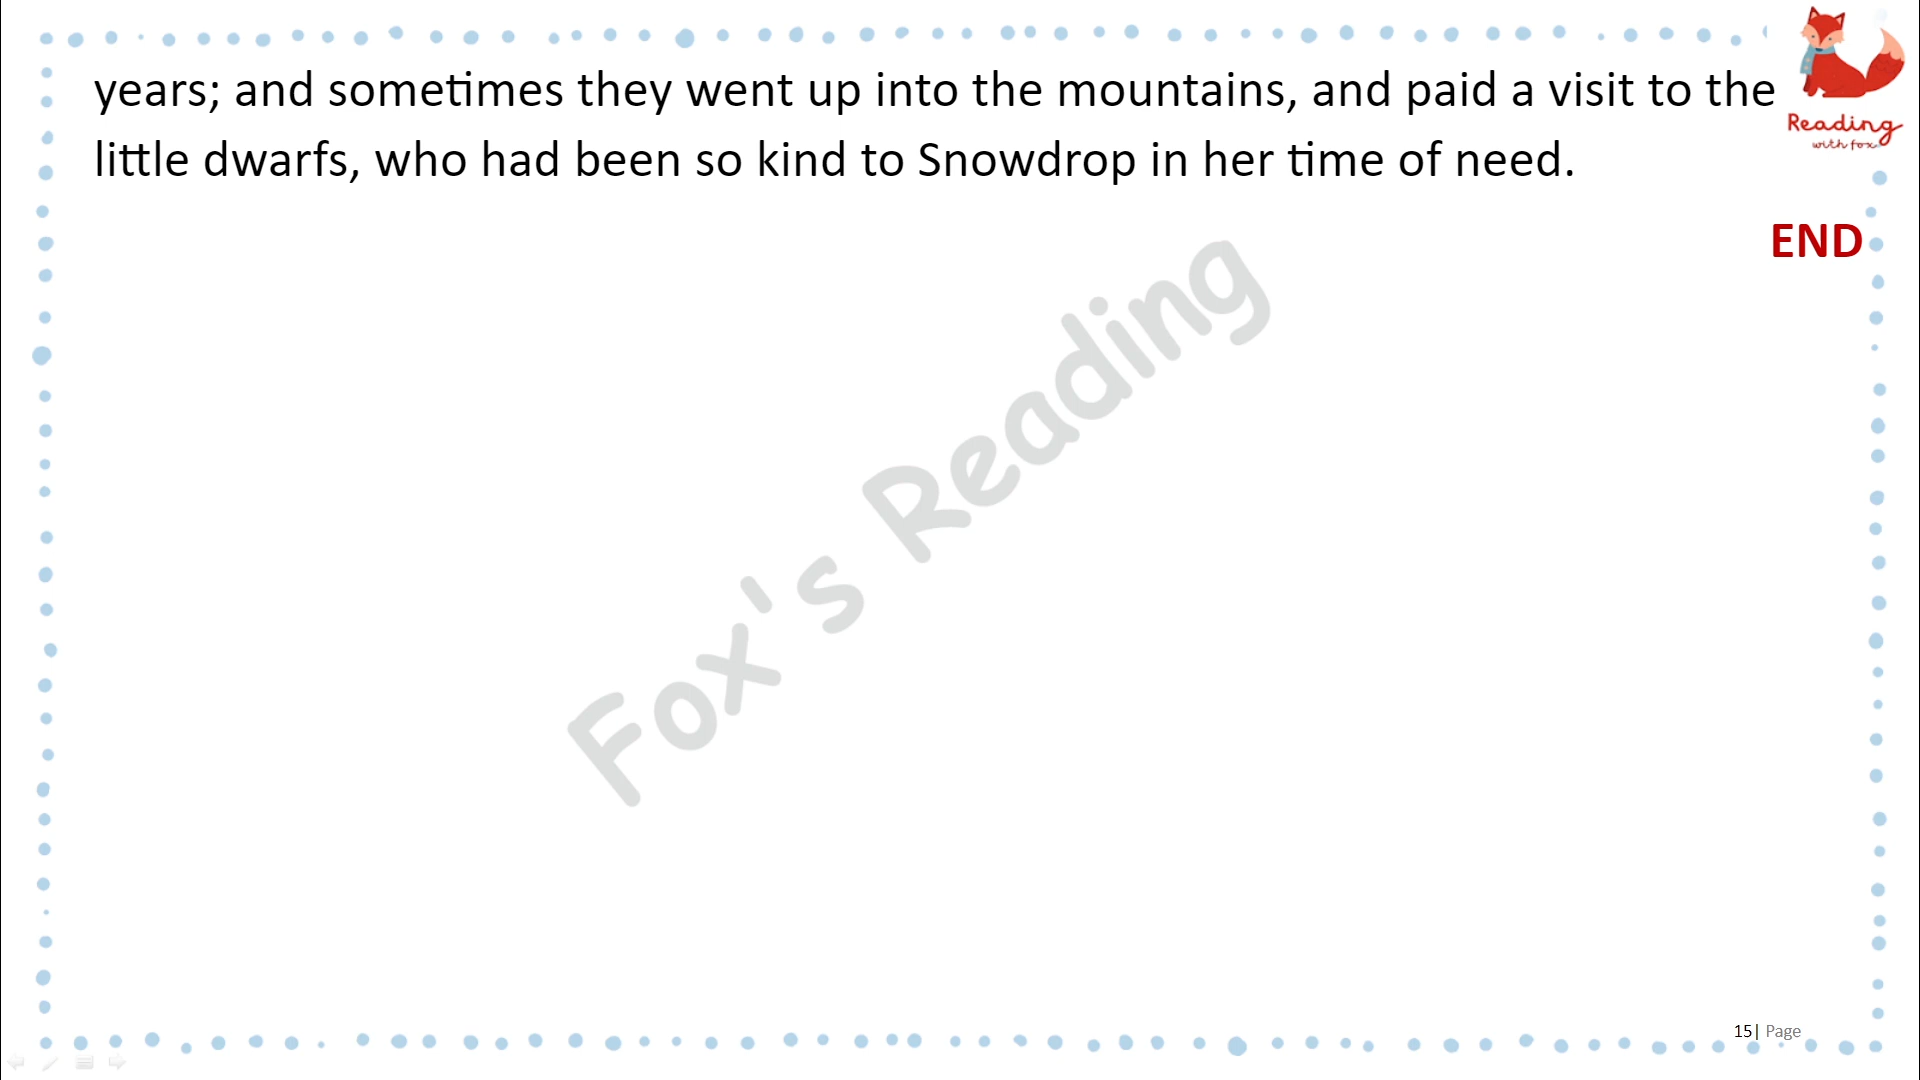 years; and sometimes they went up into the mountains, and paid a visit to the
little dwarfs, who had been so kind to Snowdrop in her time of need.
Reading
with fox
END
Fox's Reading
15| Page